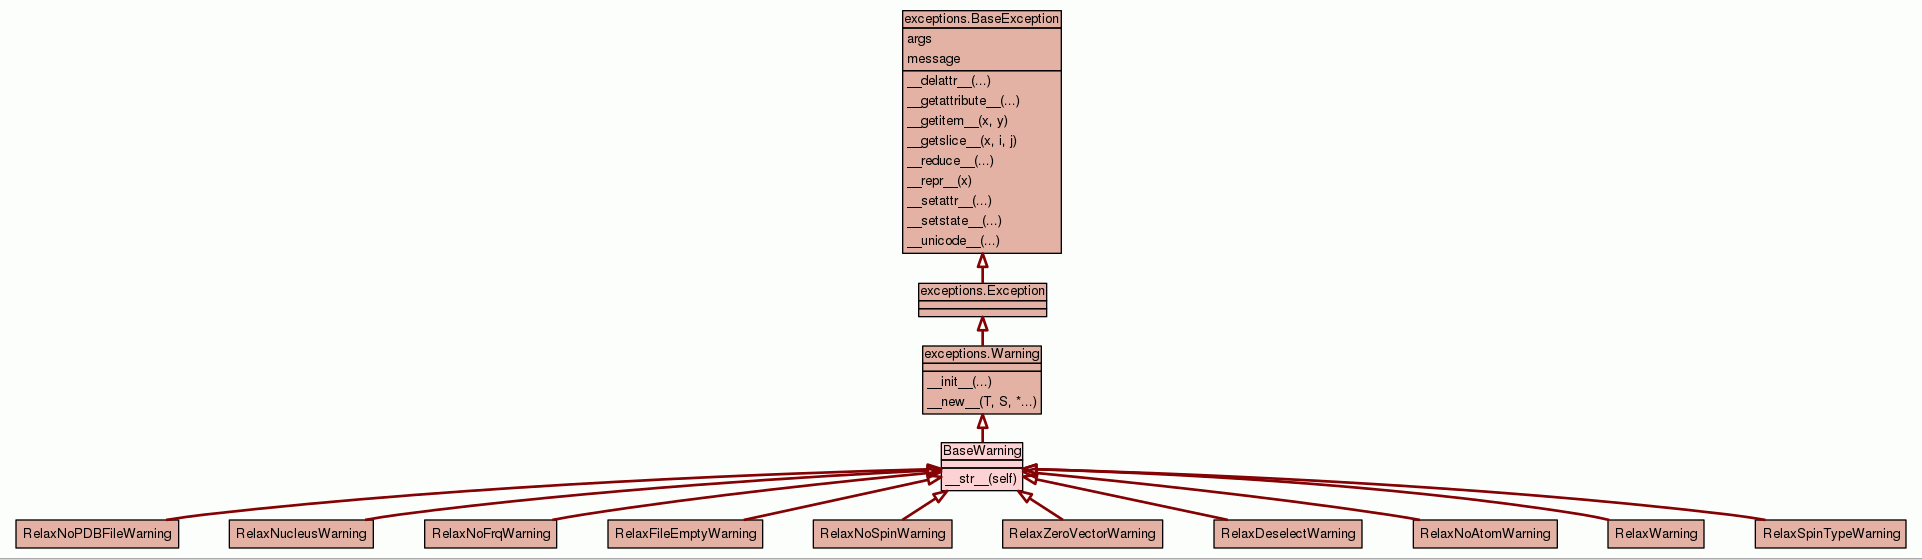 exceptions.BaseException
args
message
__delattr__(...)
__getattribute__(...)
__getitem__(x, y)
__getslice__(x, i, j)
__reduce__(...)
__repr__(x)
__setattr__(...)
__setstate__(...)
__unicode__(...)
exceptions.Exception
exceptions.Warning
__init__(...)
__new__(T, S, *...)
BaseWarning
__str__(self)
RelaxNoPDBFileWarning
RelaxNucleusWarning
RelaxNoFrqWarning
RelaxFileEmptyWarning
RelaxNoSpinWarning
RelaxZeroVectorWarning
RelaxDeselectWarning
RelaxNoAtomWarning
RelaxWarning
RelaxSpinTypeWarning